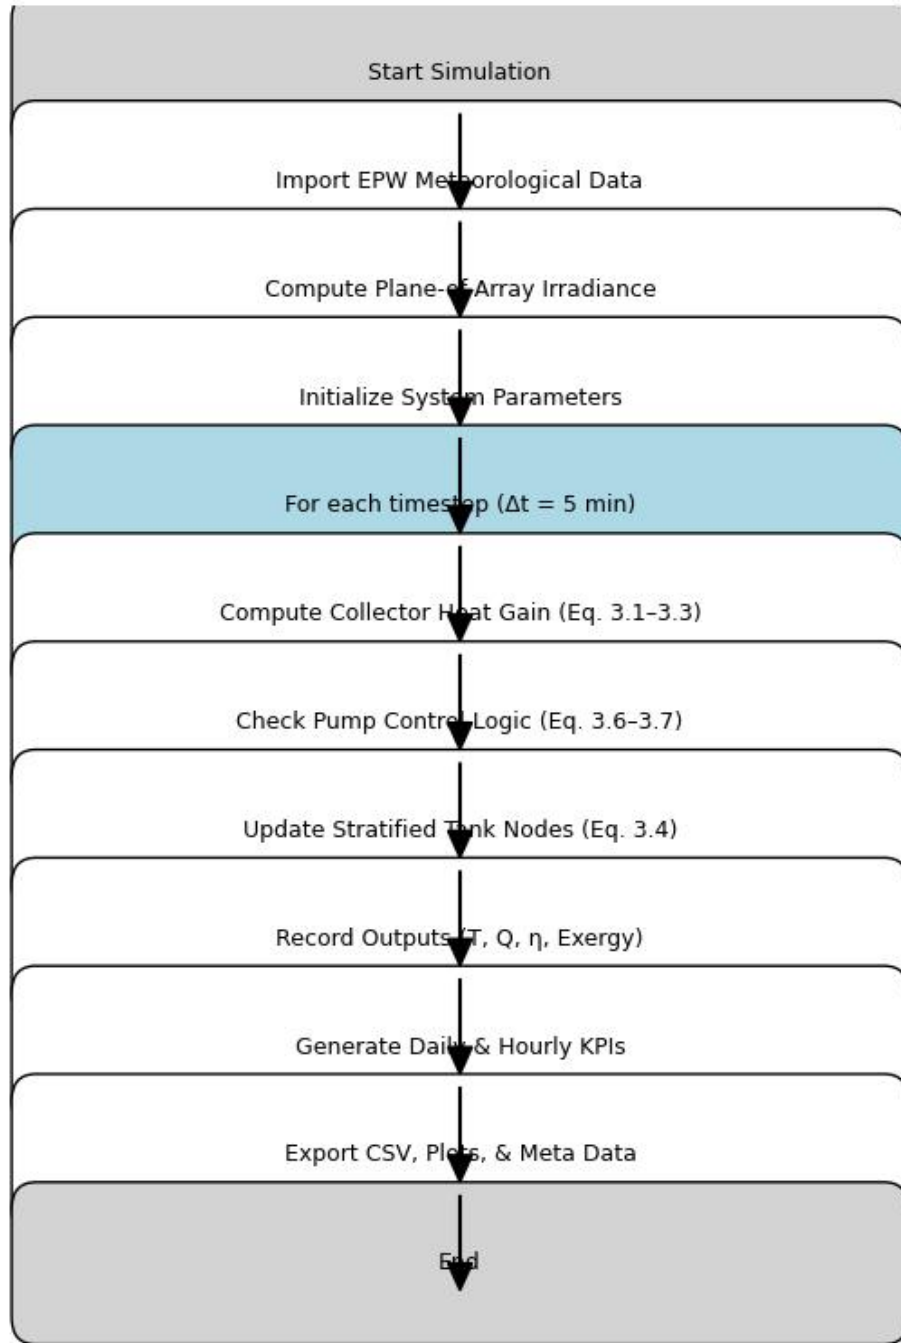 Start Simulation
Import EPW Meteorological Data
Compute Plane-of-Array Irradiance
Initialize System Parameters
For each timestep (Δt = 5 min)
Compute Collector Heat Gain (Eq. 3.1–3.3)
Check Pump Control Logic (Eq. 3.6–3.7)
Update Stratified Tank Nodes (Eq. 3.4)
Record Outputs (T, Q, η, Exergy)
Generate Daily & Hourly KPIs
Export CSV, Plots, & Meta Data
End